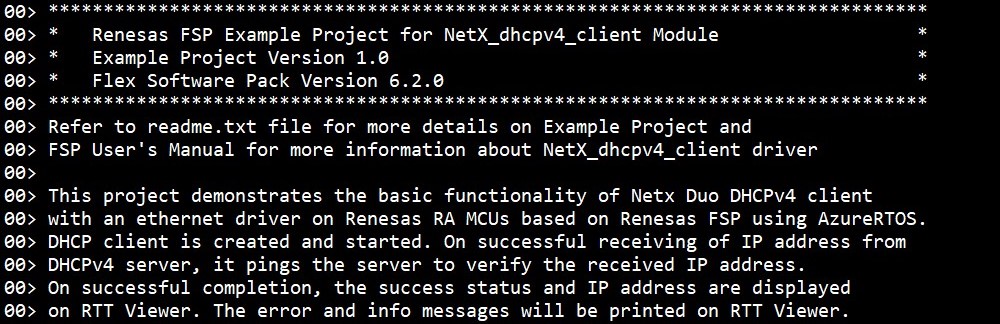 00> ********************************************************************************
00> *   Renesas FSP Example Project for NetX_dhcpv4_client Module                  *
00> *   Example Project Version 1.0                                                *
00> *   Flex Software Pack Version 6.2.0                                           *
00> ********************************************************************************
00> Refer to readme.txt file for more details on Example Project and
00> FSP User's Manual for more information about NetX_dhcpv4_client driver
00>
00> This project demonstrates the basic functionality of Netx Duo DHCPv4 client
00> with an ethernet driver on Renesas RA MCUs based on Renesas FSP using AzureRTOS.
00> DHCP client is created and started. On successful receiving of IP address from
00> DHCPv4 server, it pings the server to verify the received IP address.
00> On successful completion, the success status and IP address are displayed
00> on RTT Viewer. The error and info messages will be printed on RTT Viewer.